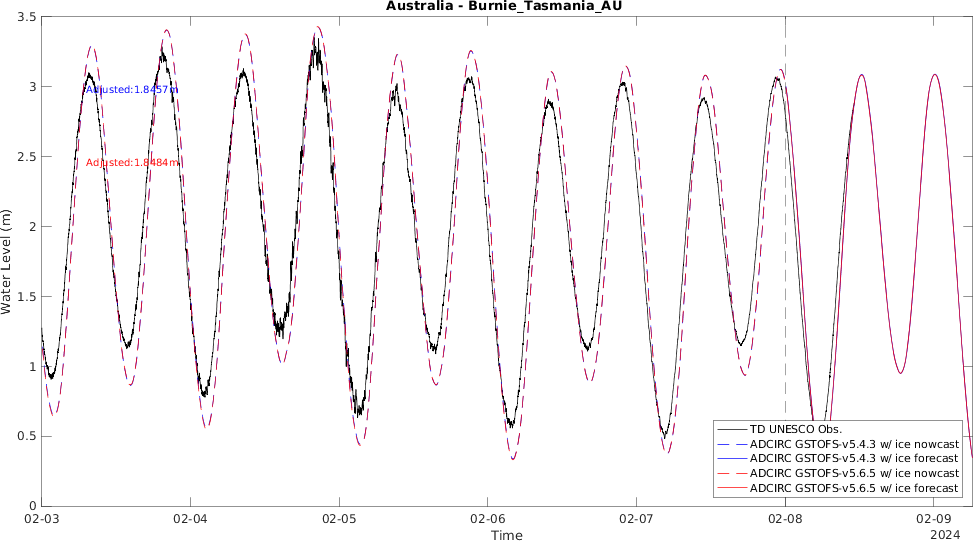 Australia - Burnie_Tasmania_AU
3.5
3
2.5
2
1.5
1
0.5
0
Water Level (m)
Adjusted:1.8457m
Adjusted:1.8484m
TD UNESCO Obs.
ADCIRC GSTOFS-v5.4.3 w/ ice nowcast
ADCIRC GSTOFS-v5.4.3 w/ ice forecast
ADCIRC GSTOFS-v5.6.5 w/ ice nowcast
ADCIRC GSTOFS-v5.6.5 w/ ice forecast
02-03 02-04 02-05 02-06 02-07 02-08 02-09
Time
2024